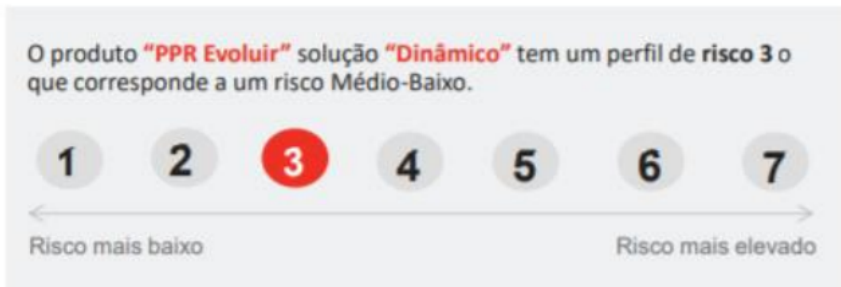 O produto “PPR Evoluir” solução “Dinâmico” tem um perfil de risco 3 o
que corresponde a um risco Médio-Baixo.
1 2 3 4 5 6 7
Risco mais baixo Risco mais elevado